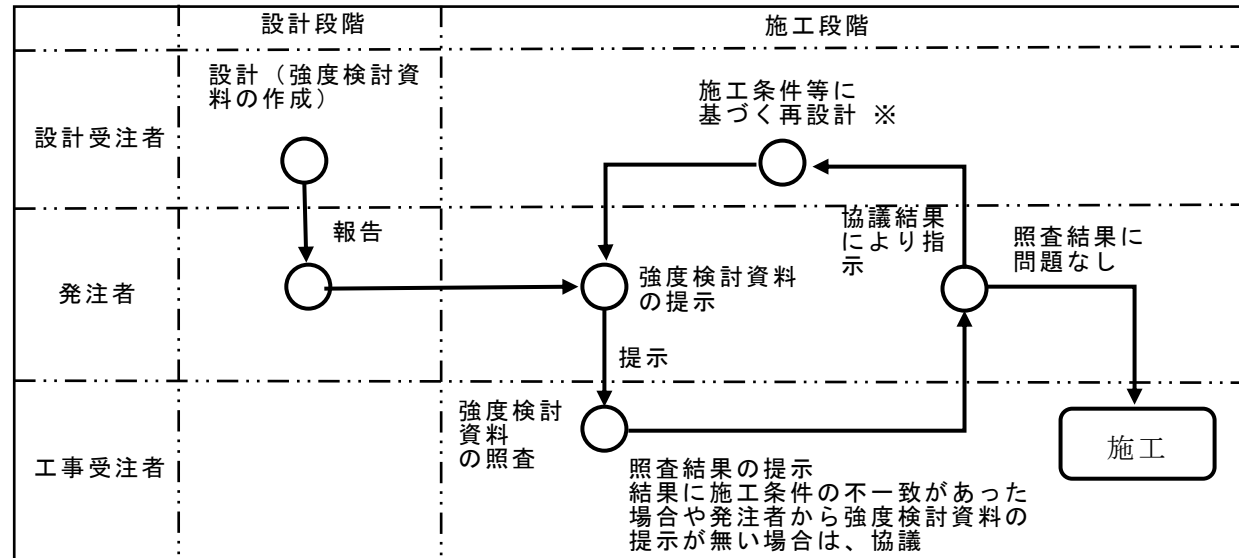 設計段階
施工段階
設計受注者
設計（強度検討資
料の作成）
施工条件等に
基づく再設計 ※
発注者
報告
強度検討資料
の提示
協議結果
により指
示
照査結果に
問題なし
提示
工事受注者
強度検討
資料
の照査
照査結果の提示
結果に施工条件の不一致があった
場合や発注者から強度検討資料の
提示が無い場合は、協議
施工